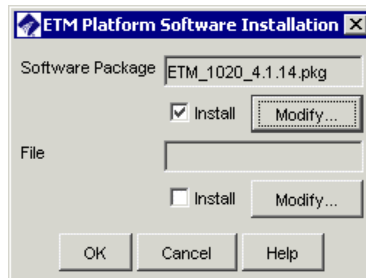 ETM Platform Software Installation
Software Package ETM_1020_4.1.14.pkg
Install Modify...
File
Install Modify...
OK Cancel Help